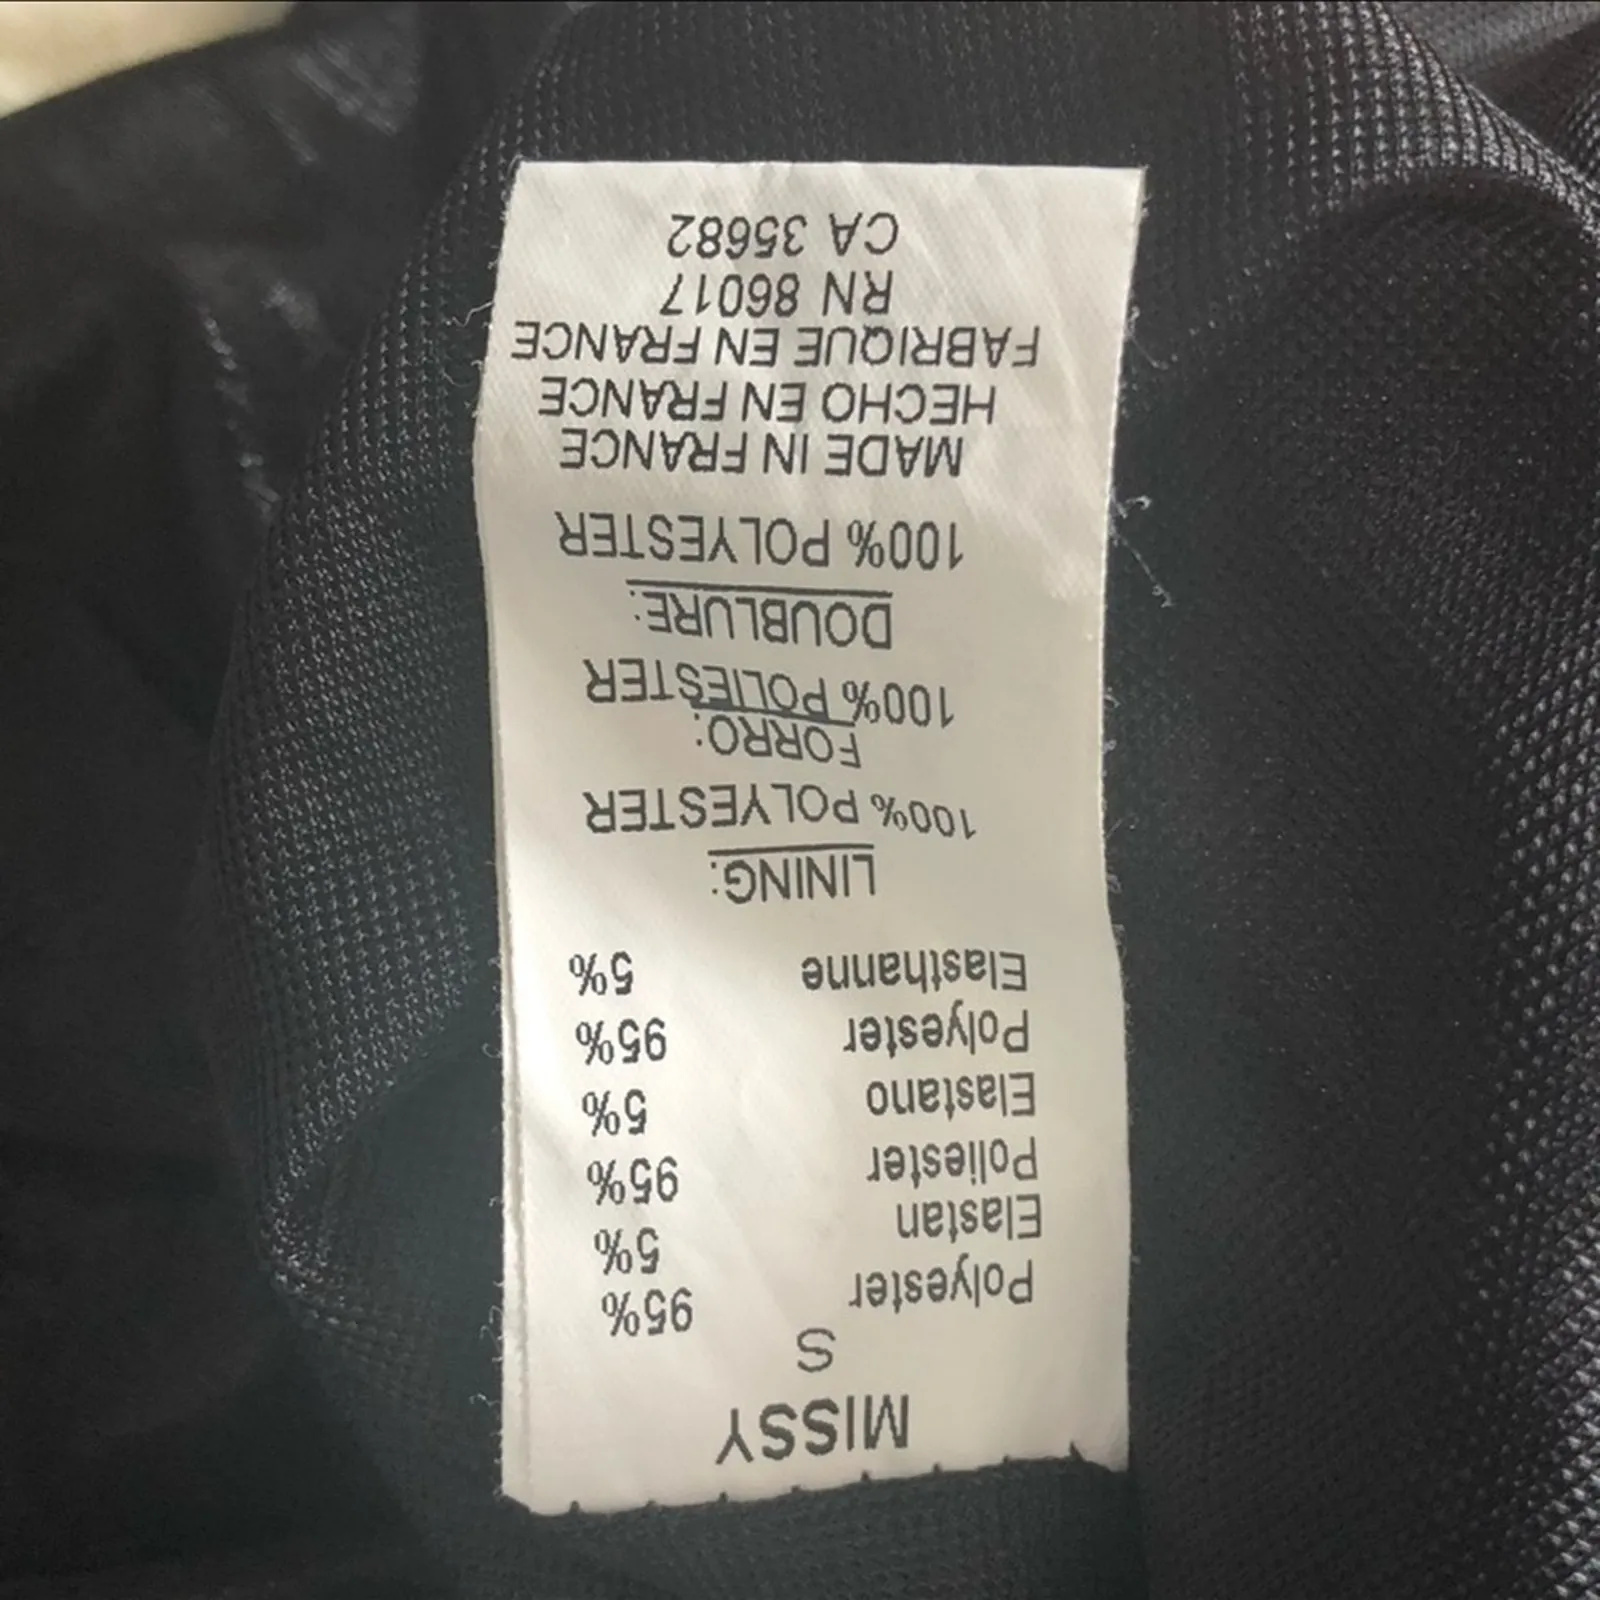 MISSY
S
Polyester 95%
Elastan 5%
Poliester 95%
Elastano 5%
Polyester 95%
Elasthanne 5%
LINING:
100% POLYESTER
FORRO:
100% POLIESTER
DOUBLURE:
100% POLYESTER
MADE IN FRANCE
HECHO EN FRANCE
FABRIQUE EN FRANCE
RN 86017
CA 35682